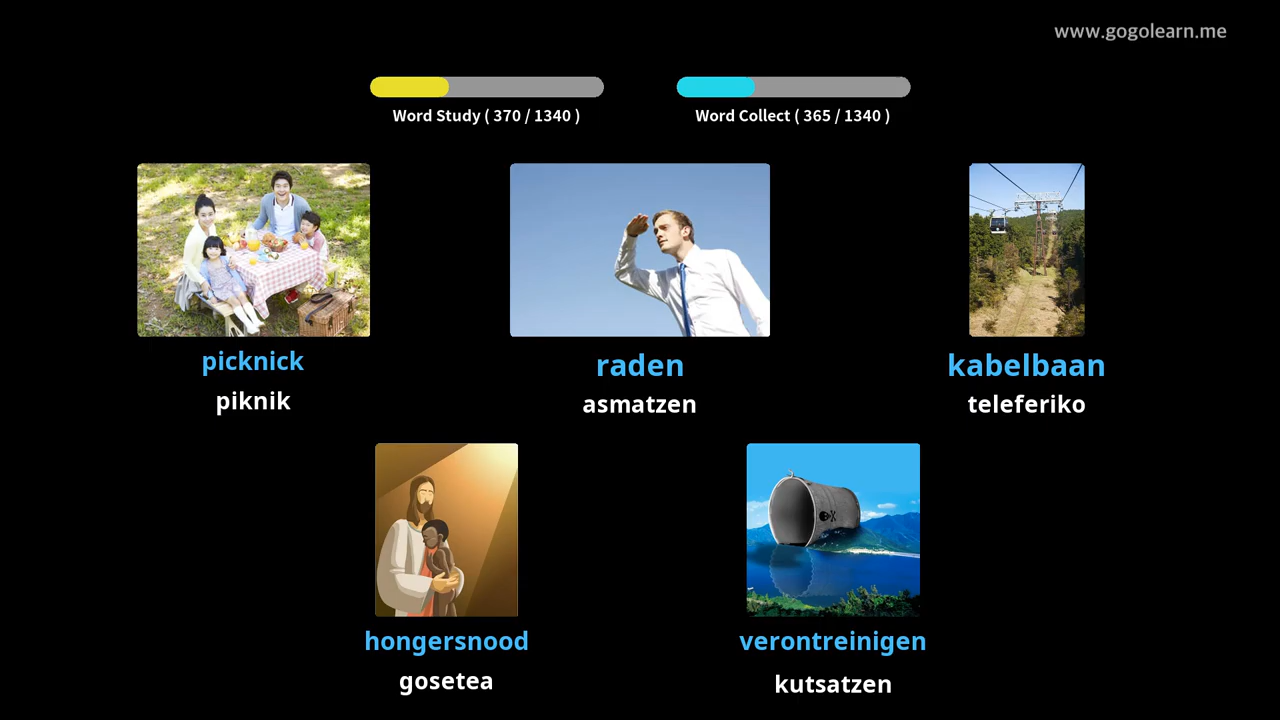 www.gogolearn.me
Word Study ( 370 / 1340 )
Word Collect ( 365 / 1340 )
picknick
piknik
raden
asmatzen
kabelbaan
teleferiko
hongersnood
gosetea
verontreinigen
kutsatzen